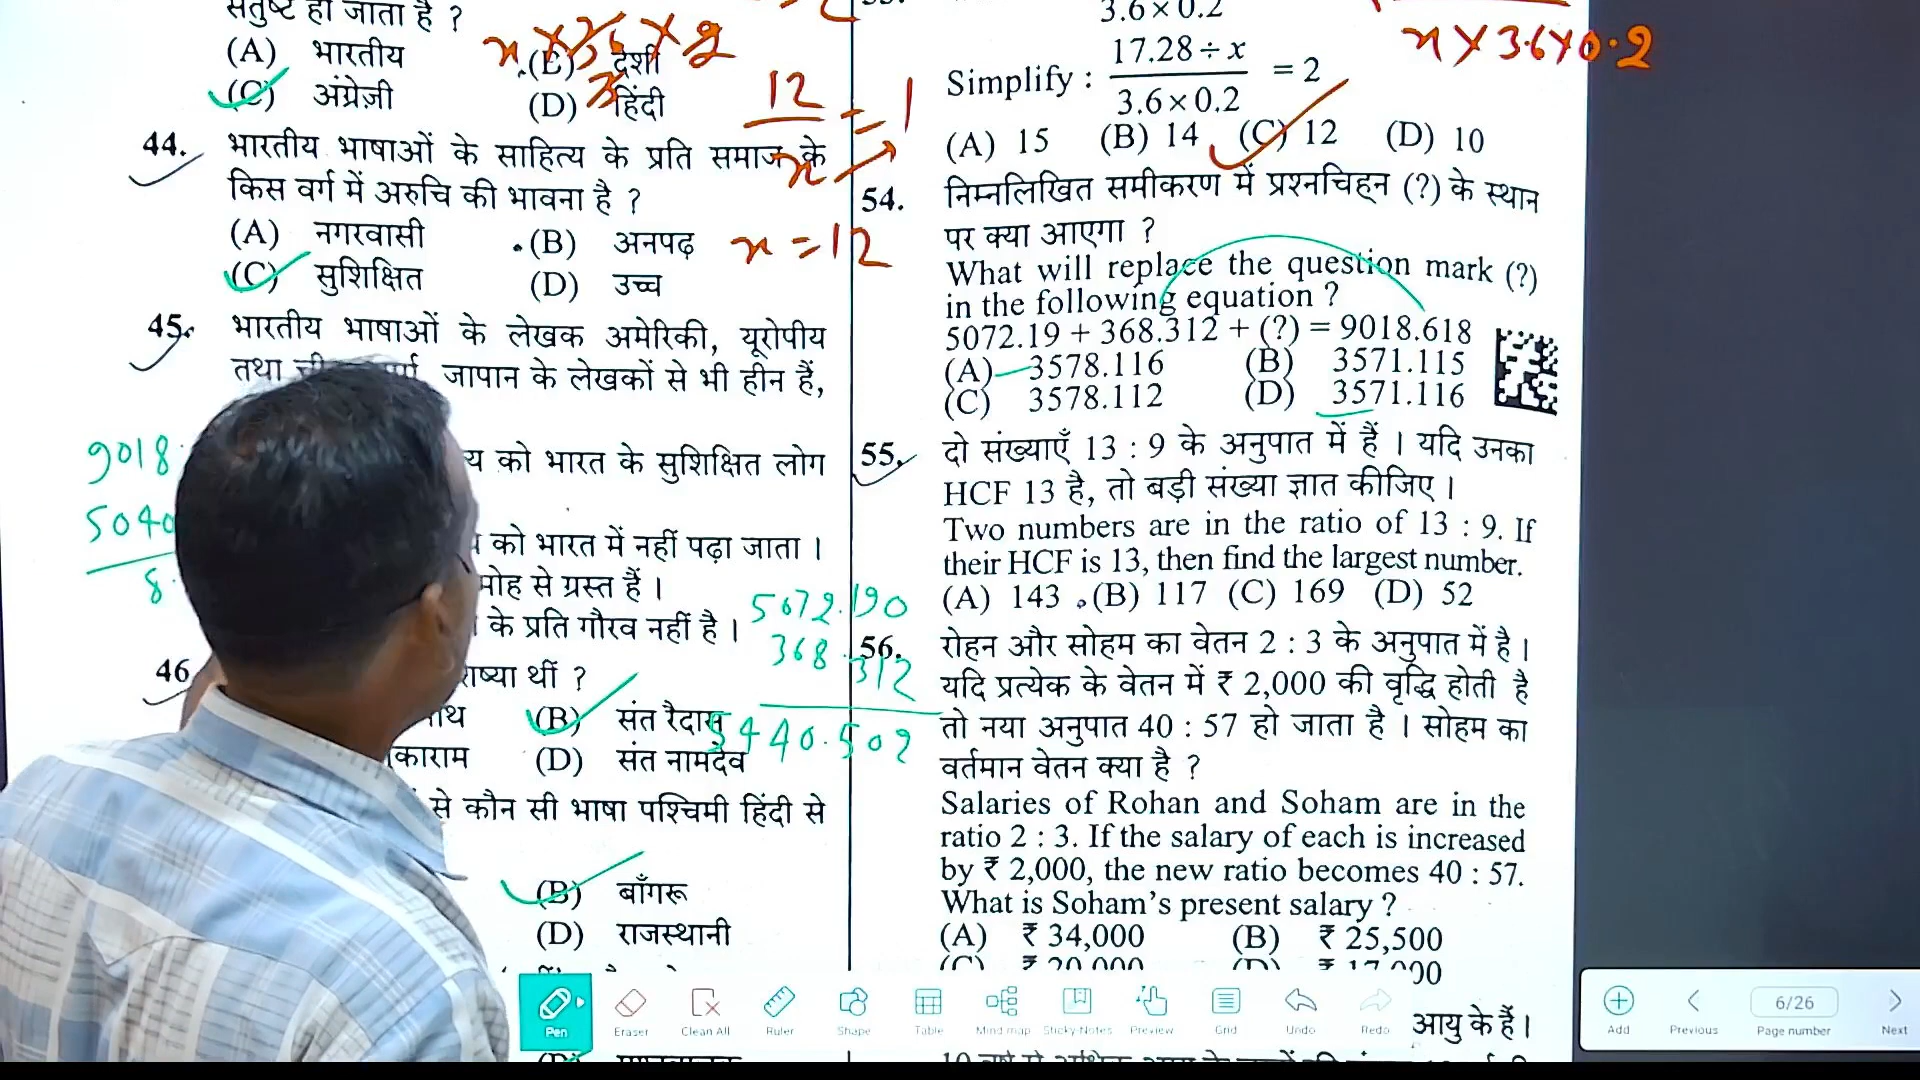 संतुष्ट हो जाता है ?
(A) भारतीय
देशी
(C) अंग्रेज़ी
(D) हिंदी
44. भारतीय भाषाओं के साहित्य के प्रति समाज के
किस वर्ग में अरुचि की भावना है ?
(A) नगरवासी
(B) अनपढ़
(C) सुशिक्षित
(D) उच्च
45. भारतीय भाषाओं के लेखक अमेरिकी, यूरोपीय
तथा
जापान के लेखकों से भी हीन हैं,
को भारत के सुशिक्षित लोग
को भारत में नहीं पढ़ा जाता ।
मोह से ग्रस्त हैं ।
के प्रति गौरव नहीं है ।
46
थीं ?
(B) संत रैदास
(D) संत नामदेव
से कौन सी भाषा पश्चिमी हिंदी से
(B) बाँगरू
(D) राजस्थानी
12
= 1
x
x = 12
9018
5040
8.
5072.190
368.312
5440.502
3.6 × 0.2
x × 3.6 × 0.2
Simplify : 17.28 ÷ x / 3.6 × 0.2 = 2
(A) 15 (B) 14 (C) 12 (D) 10
54. निम्नलिखित समीकरण में प्रश्नचिह्न (?) के स्थान
पर क्या आएगा ?
What will replace the question mark (?)
in the following equation ?
5072.19 + 368.312 + (?) = 9018.618
(A) 3578.116 (B) 3571.115
(C) 3578.112 (D) 3571.116
55. दो संख्याएँ 13 : 9 के अनुपात में हैं । यदि उनका
HCF 13 है, तो बड़ी संख्या ज्ञात कीजिए ।
Two numbers are in the ratio of 13 : 9. If
their HCF is 13, then find the largest number.
(A) 143 (B) 117 (C) 169 (D) 52
56. रोहन और सोहम का वेतन 2 : 3 के अनुपात में है ।
यदि प्रत्येक के वेतन में ₹ 2,000 की वृद्धि होती है
तो नया अनुपात 40 : 57 हो जाता है । सोहम का
वर्तमान वेतन क्या है ?
Salaries of Rohan and Soham are in the
ratio 2 : 3. If the salary of each is increased
by ₹ 2,000, the new ratio becomes 40 : 57.
What is Soham's present salary ?
(A) ₹ 34,000 (B) ₹ 25,500
आयु के हैं ।
Pen
Eraser
Clean All
Ruler
Shape
Table
Mind map
Sticky Notes
Preview
Grid
Undo
Redo
Add
Previous
6/26
Page number
Next